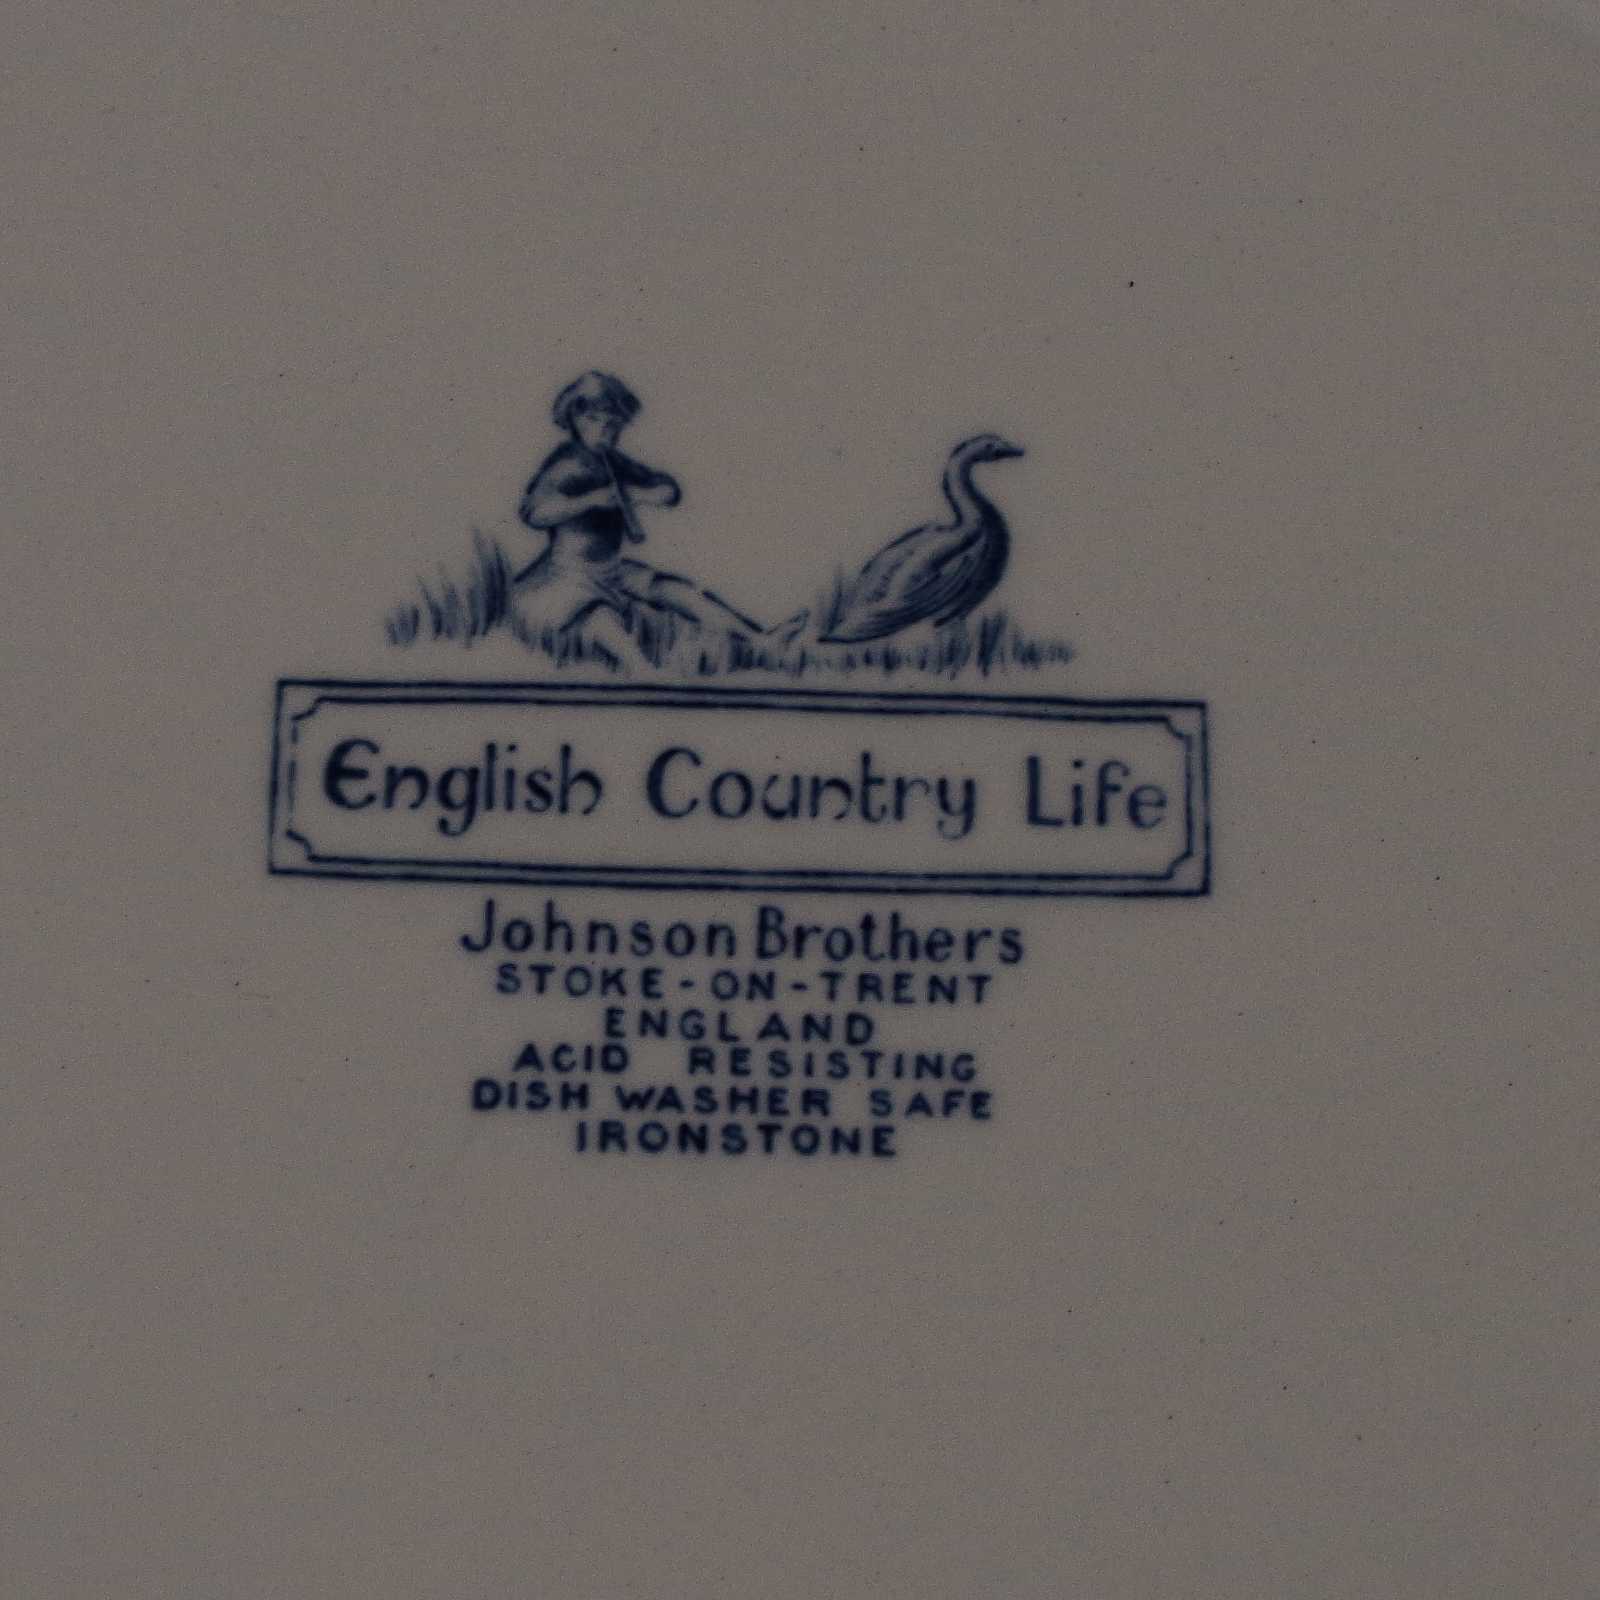 English Country Life
Johnson Brothers
STOKE-ON-TRENT
ENGLAND
ACID RESISTING
DISH WASHER SAFE
IRONSTONE